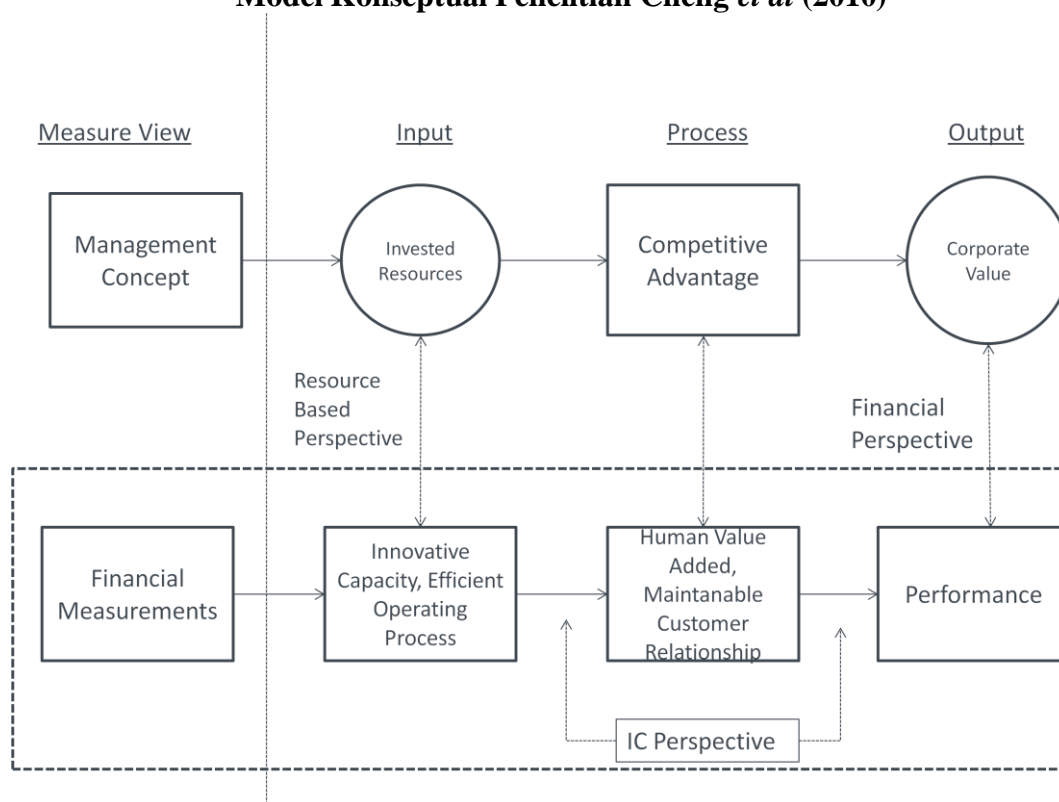 Model Konseptual Penelitian Cheng et al (2010)
Measure View
Input
Process
Output
Management
Concept
Invested
Resources
Competitive
Advantage
Corporate
Value
Resource
Based
Perspective
Financial
Perspective
Financial
Measurements
Innovative
Capacity, Efficient
Operating
Process
Human Value
Added,
Maintanable
Customer
Relationship
Performance
IC Perspective